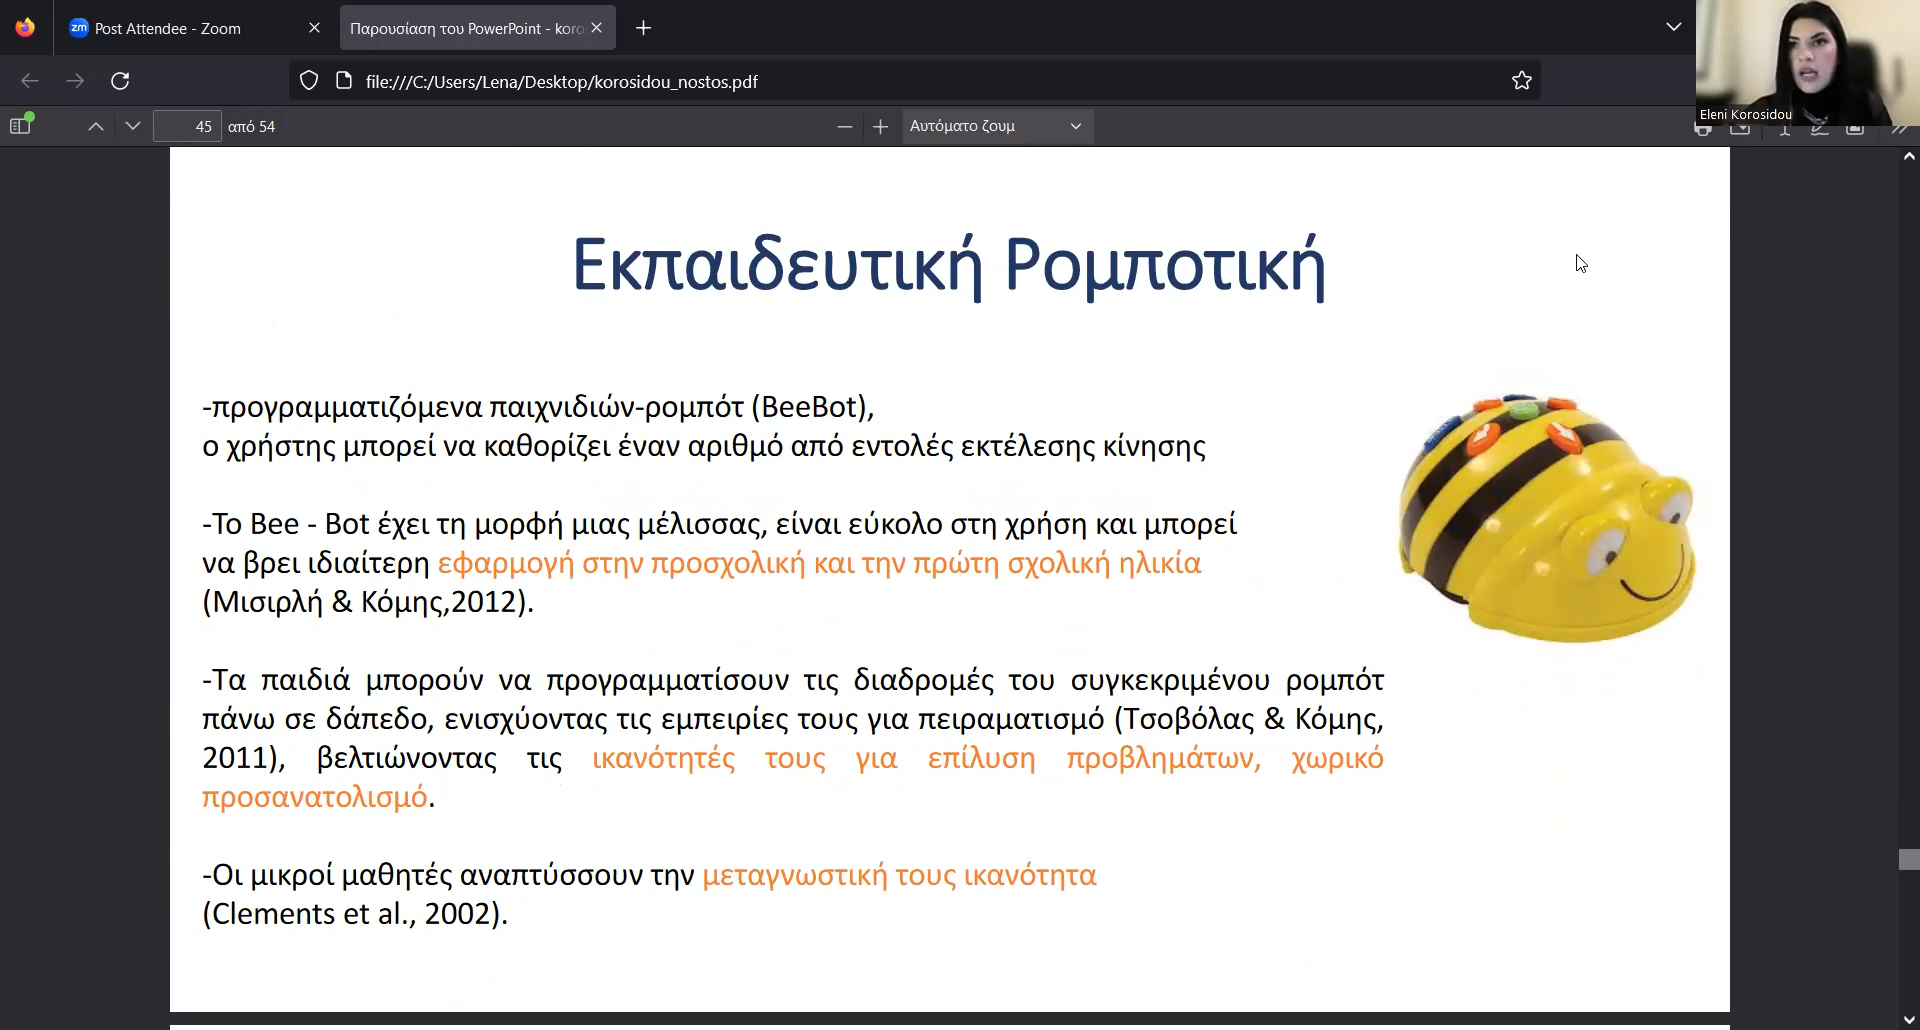 Post Attendee - Zoom
Παρουσίαση του PowerPoint - koro
file:///C:/Users/Lena/Desktop/korosidou_nostos.pdf
Eleni Korosidou
45 από 54
Αυτόματο ζουμ
Εκπαιδευτική Ρομποτική
-προγραμματιζόμενα παιχνιδιών-ρομπότ (BeeBot),
ο χρήστης μπορεί να καθορίζει έναν αριθμό από εντολές εκτέλεσης κίνησης
-Το Bee - Bot έχει τη μορφή μιας μέλισσας, είναι εύκολο στη χρήση και μπορεί
να βρει ιδιαίτερη εφαρμογή στην προσχολική και την πρώτη σχολική ηλικία
(Μισιρλή & Κόμης,2012).
-Τα παιδιά μπορούν να προγραμματίσουν τις διαδρομές του συγκεκριμένου ρομπότ
πάνω σε δάπεδο, ενισχύοντας τις εμπειρίες τους για πειραματισμό (Τσοβόλας & Κόμης,
2011), βελτιώνοντας τις ικανότητές τους για επίλυση προβλημάτων, χωρικό
προσανατολισμό.
-Οι μικροί μαθητές αναπτύσσουν την μεταγνωστική τους ικανότητα
(Clements et al., 2002).